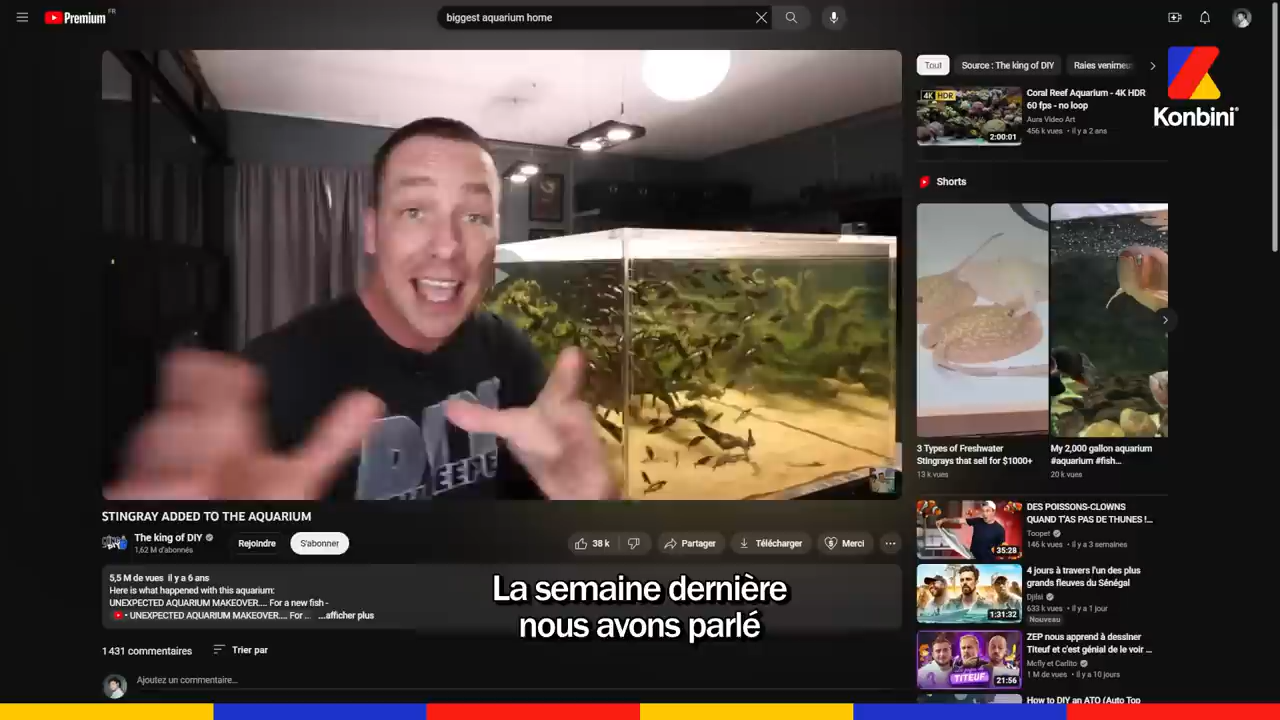 Premium FR
biggest aquarium home
Tout
Source : The king of DIY
Raies venimeu
Konbini
4K HDR
2:00:01
Coral Reef Aquarium - 4K HDR
60 fps - no loop
Aura Video Art
456 k vues • il y a 2 ans
Shorts
3 Types of Freshwater
Stingrays that sell for $1000+
13 k vues
My 2,000 gallon aquarium
#aquarium #fish...
20 k vues
STINGRAY ADDED TO THE AQUARIUM
The king of DIY
1,62 M d'abonnés
Rejoindre
S'abonner
38 k
Partager
Télécharger
Merci
5,5 M de vues il y a 6 ans
Here is what happened with this aquarium:
UNEXPECTED AQUARIUM MAKEOVER.... For a new fish -
• UNEXPECTED AQUARIUM MAKEOVER.... For ... ...afficher plus
1 431 commentaires
Trier par
Ajoutez un commentaire...
La semaine dernière
nous avons parlé
35:28
DES POISSONS-CLOWNS
QUAND T'AS PAS DE THUNES !...
Toopet
146 k vues • il y a 3 semaines
1:31:32
4 jours à travers l'un des plus
grands fleuves du Sénégal
Djilsi
633 k vues • il y a 1 jour
Nouveau
TITEUF
21:56
ZEP nous apprend à dessiner
Titeuf et c'est génial de le voir ...
Mcfly et Carlito
1 M de vues • il y a 10 jours
How to DIY an ATO (Auto Top